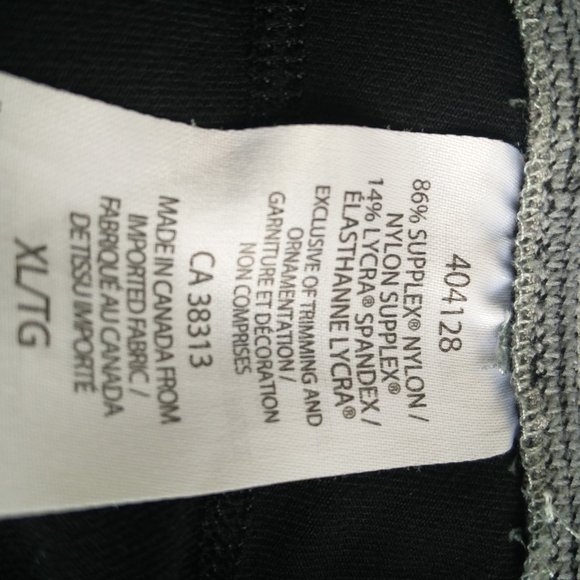 404128
86% SUPPLEX® NYLON /
NYLON SUPPLEX®
14% LYCRA® SPANDEX /
ÉLASTHANNE LYCRA®
EXCLUSIVE OF TRIMMING AND
ORNAMENTATION /
GARNITURE ET DÉCORATION
NON COMPRISES
CA 38313
MADE IN CANADA FROM
IMPORTED FABRIC /
FABRIQUÉ AU CANADA
DE TISSU IMPORTÉ
XL/TG